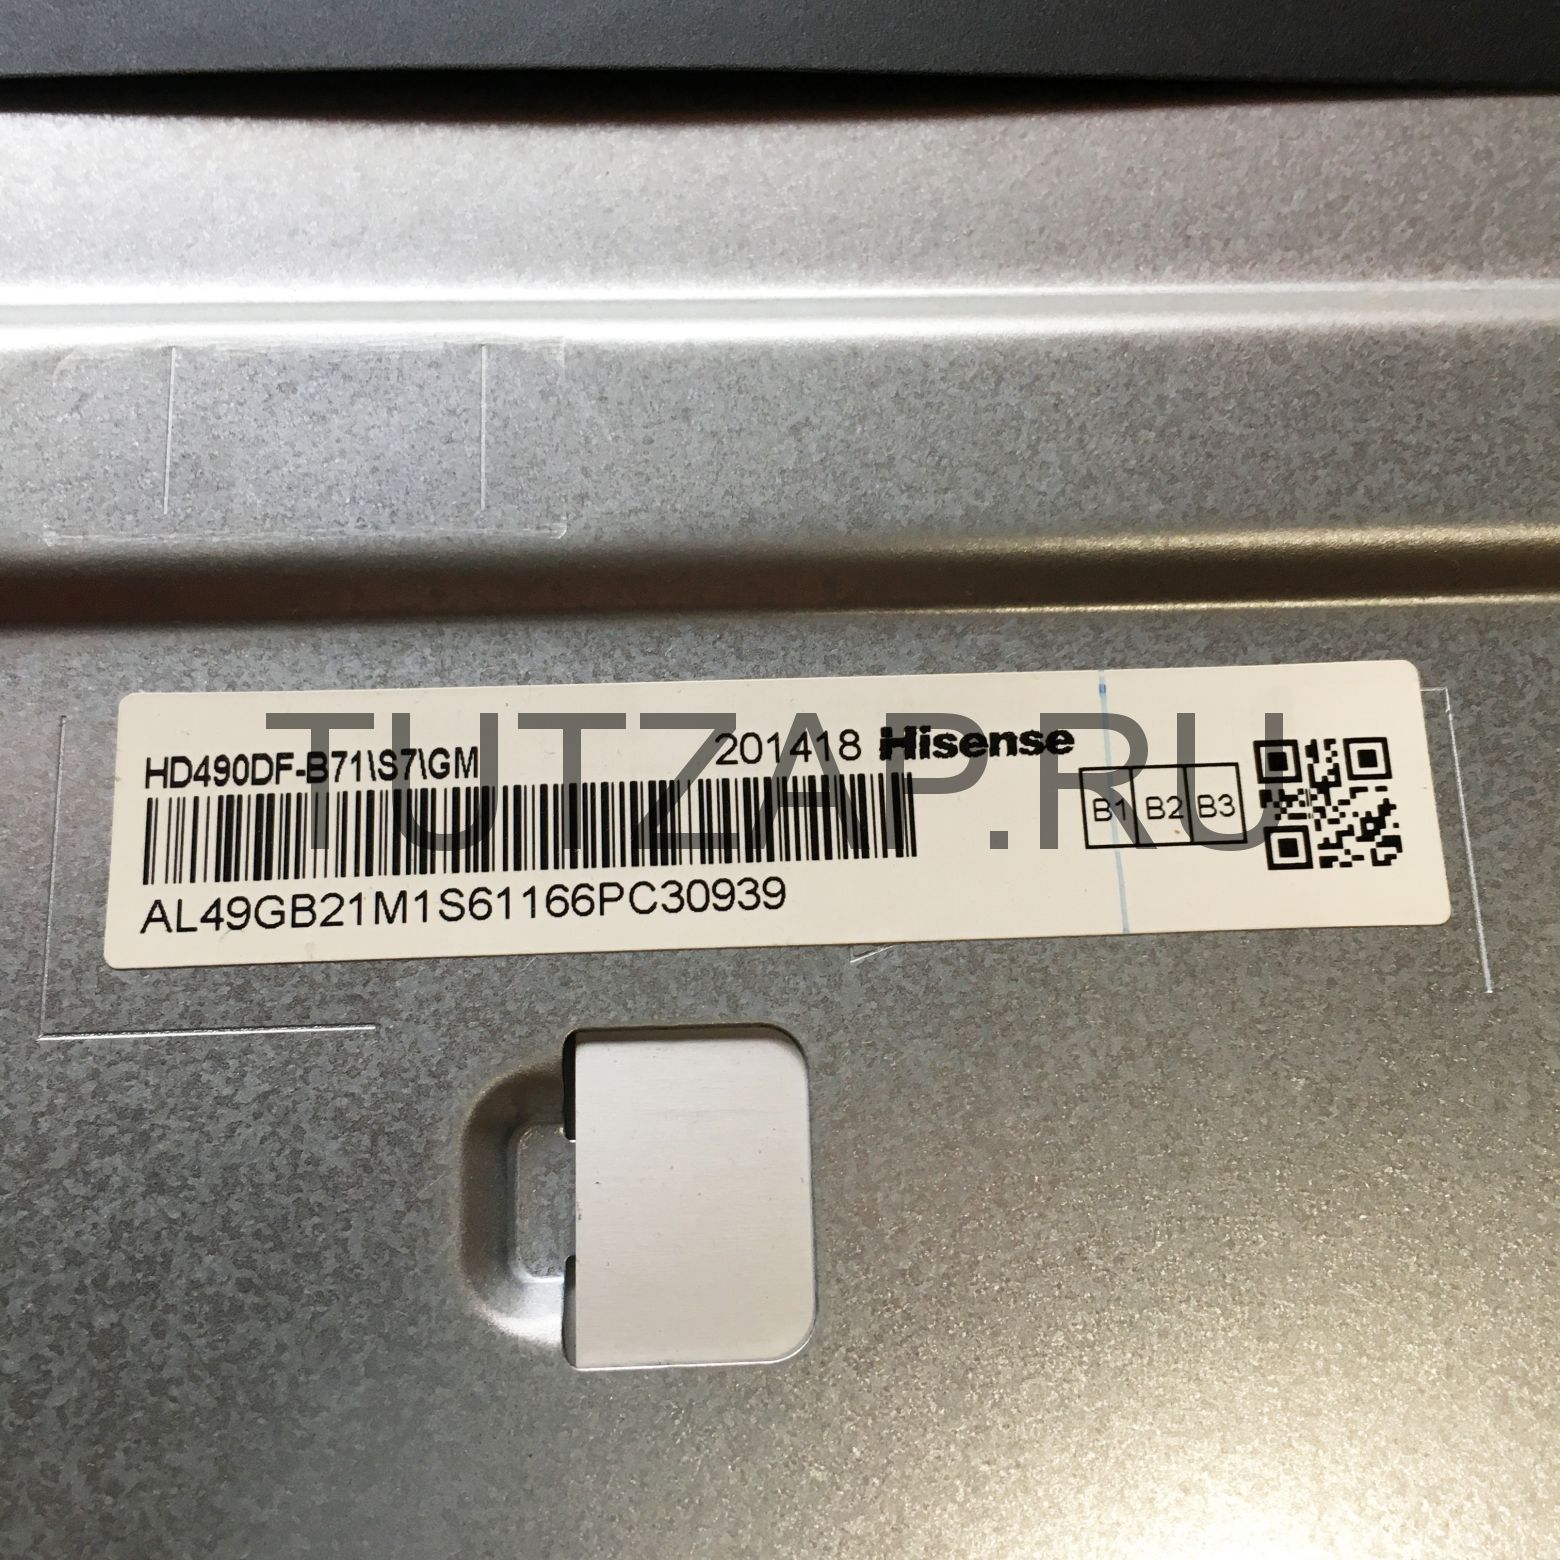 HD490DF-B71\S7\GM
201418 Hisense
TUTZAP.RU
B1 B2 B3
AL49GB21M1S61166PC30939